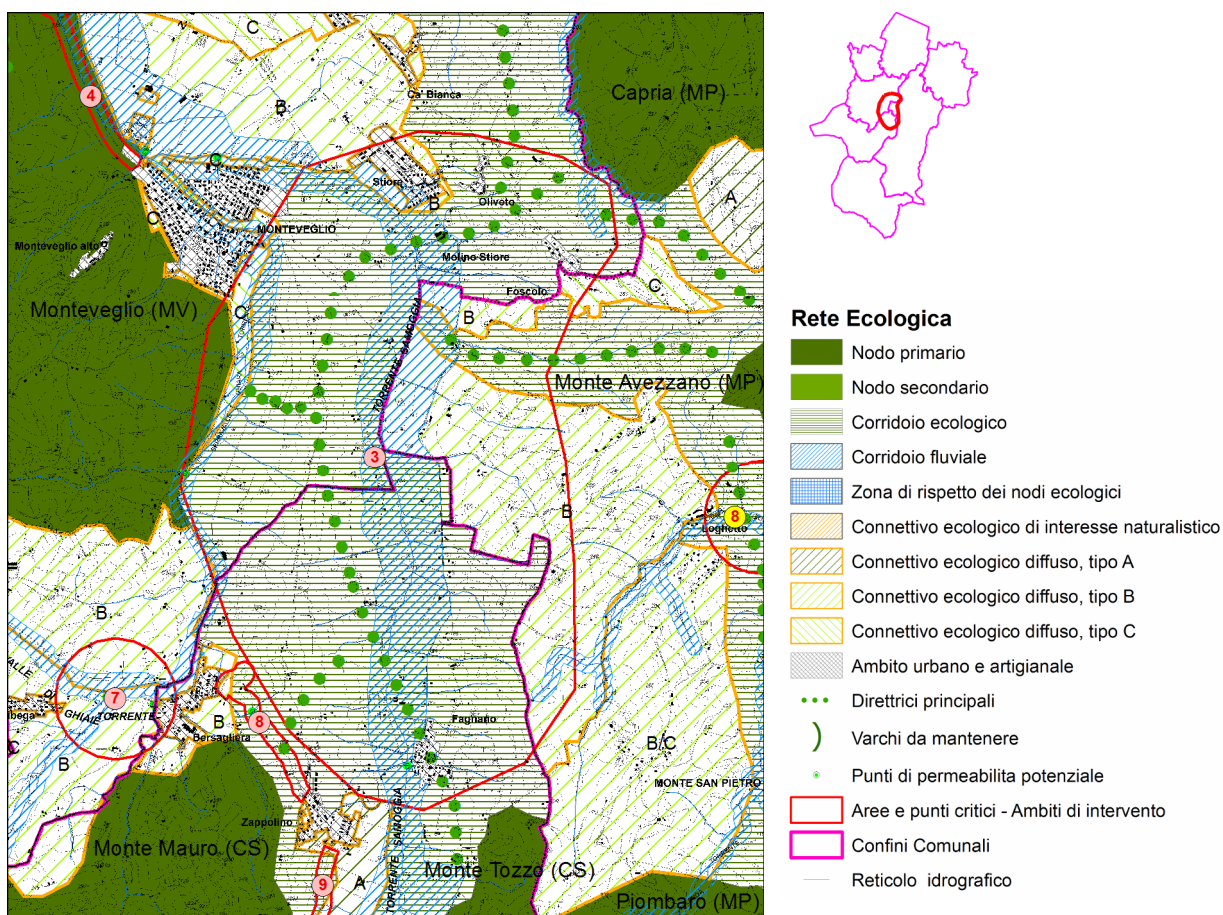 C
Ca' Bianca
Capria (MP)
4
B
C
A
Stiore
B
Oliveto
C
MONTEVEGLIO
Monteveglio alto
Molino Stiore
Foscolo
C
Monteveglio (MV)
C
B
TORRENTE SAMOGGIA
Monte Avezzano (MP)
3
B
8
Loghetto
B
VALLE DI
7
GHIAIE TORRENTE
B
8
Bersagliera
Fagnano
C
B
B/C
MONTE SAN PIETRO
Zappolino
Monte Mauro (CS)
TORRENTE SAMOGGIA
Monte Tozzo (CS)
9
A
Piombaro (MP)
Rete Ecologica
Nodo primario
Nodo secondario
Corridoio ecologico
Corridoio fluviale
Zona di rispetto dei nodi ecologici
Connettivo ecologico di interesse naturalistico
Connettivo ecologico diffuso, tipo A
Connettivo ecologico diffuso, tipo B
Connettivo ecologico diffuso, tipo C
Ambito urbano e artigianale
Direttrici principali
Varchi da mantenere
Punti di permeabilita potenziale
Aree e punti critici - Ambiti di intervento
Confini Comunali
Reticolo idrografico